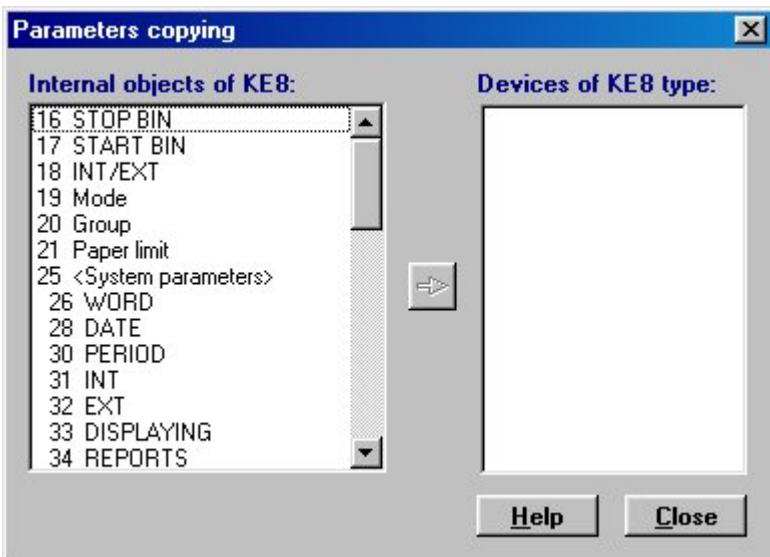 Parameters copying
Internal objects of KE8:
16 STOP BIN
17 START BIN
18 INT/EXT
19 Mode
20 Group
21 Paper limit
25 <System parameters>
26 WORD
28 DATE
30 PERIOD
31 INT
32 EXT
33 DISPLAYING
34 REPORTS
Devices of KE8 type:
Help
Close